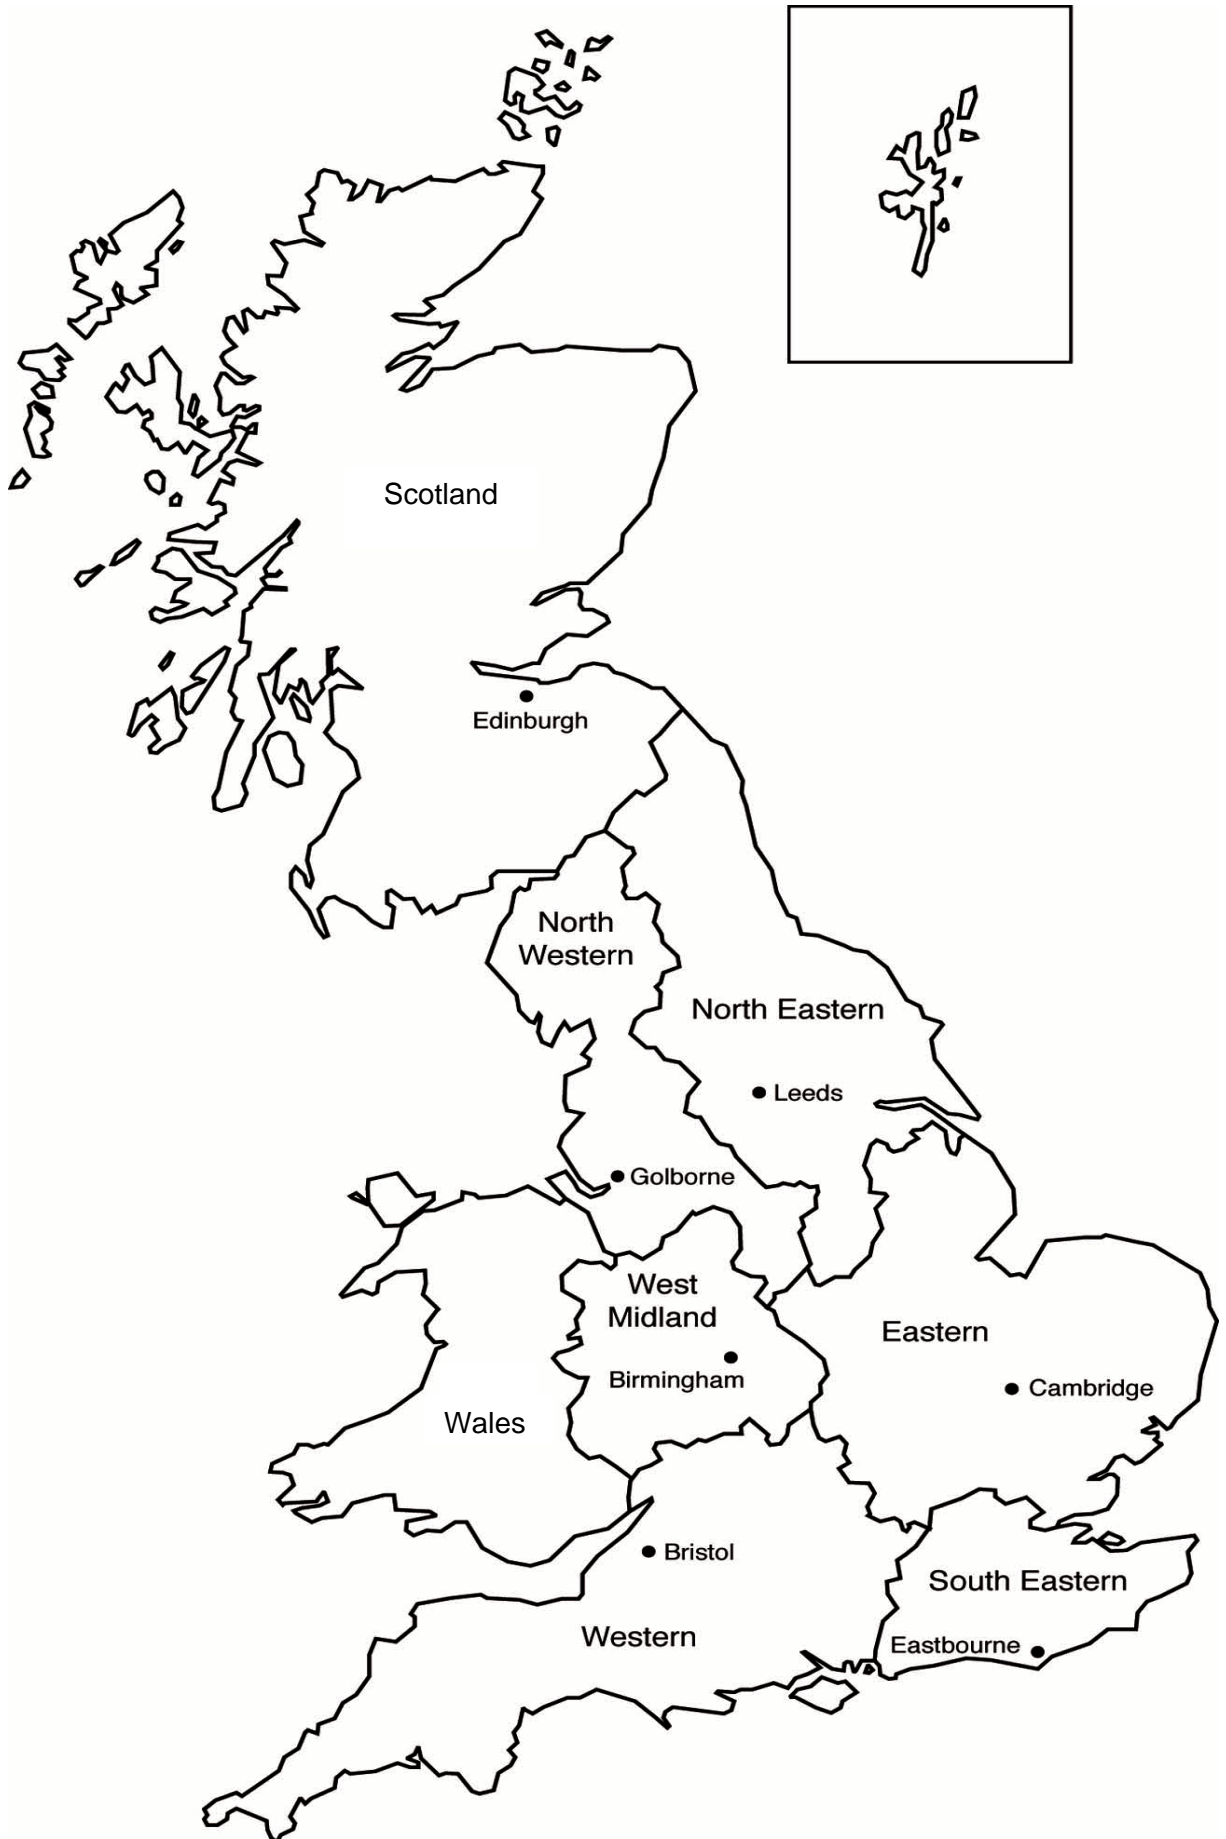 Scotland
Edinburgh
North
Western
North Eastern
Leeds
Golborne
West
Midland
Birmingham
Eastern
Cambridge
Wales
Bristol
South Eastern
Western
Eastbourne